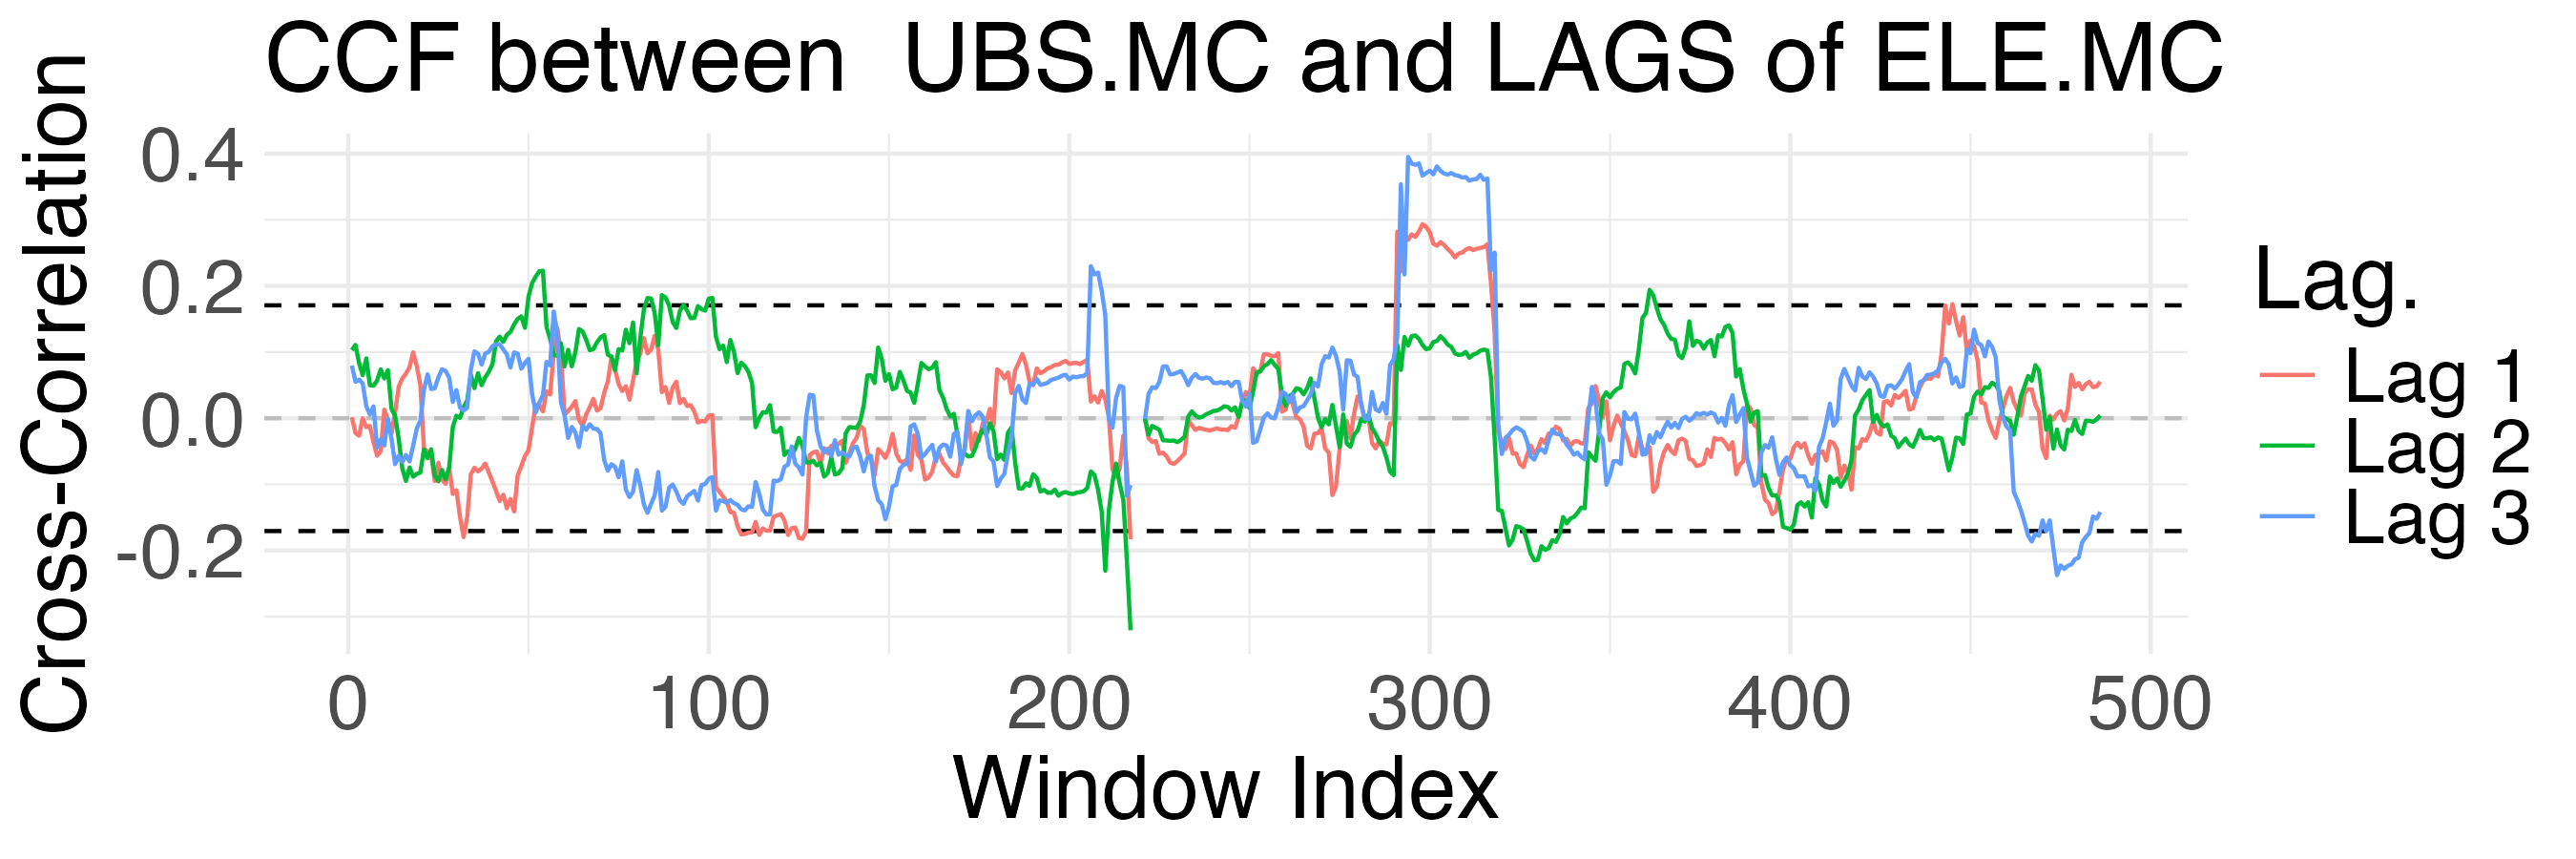 CCF between  UBS.MC and LAGS of ELE.MC
Cross-Correlation
0.4
0.2
0.0
-0.2
0 100 200 300 400 500
Window Index
Lag.
Lag 1
Lag 2
Lag 3